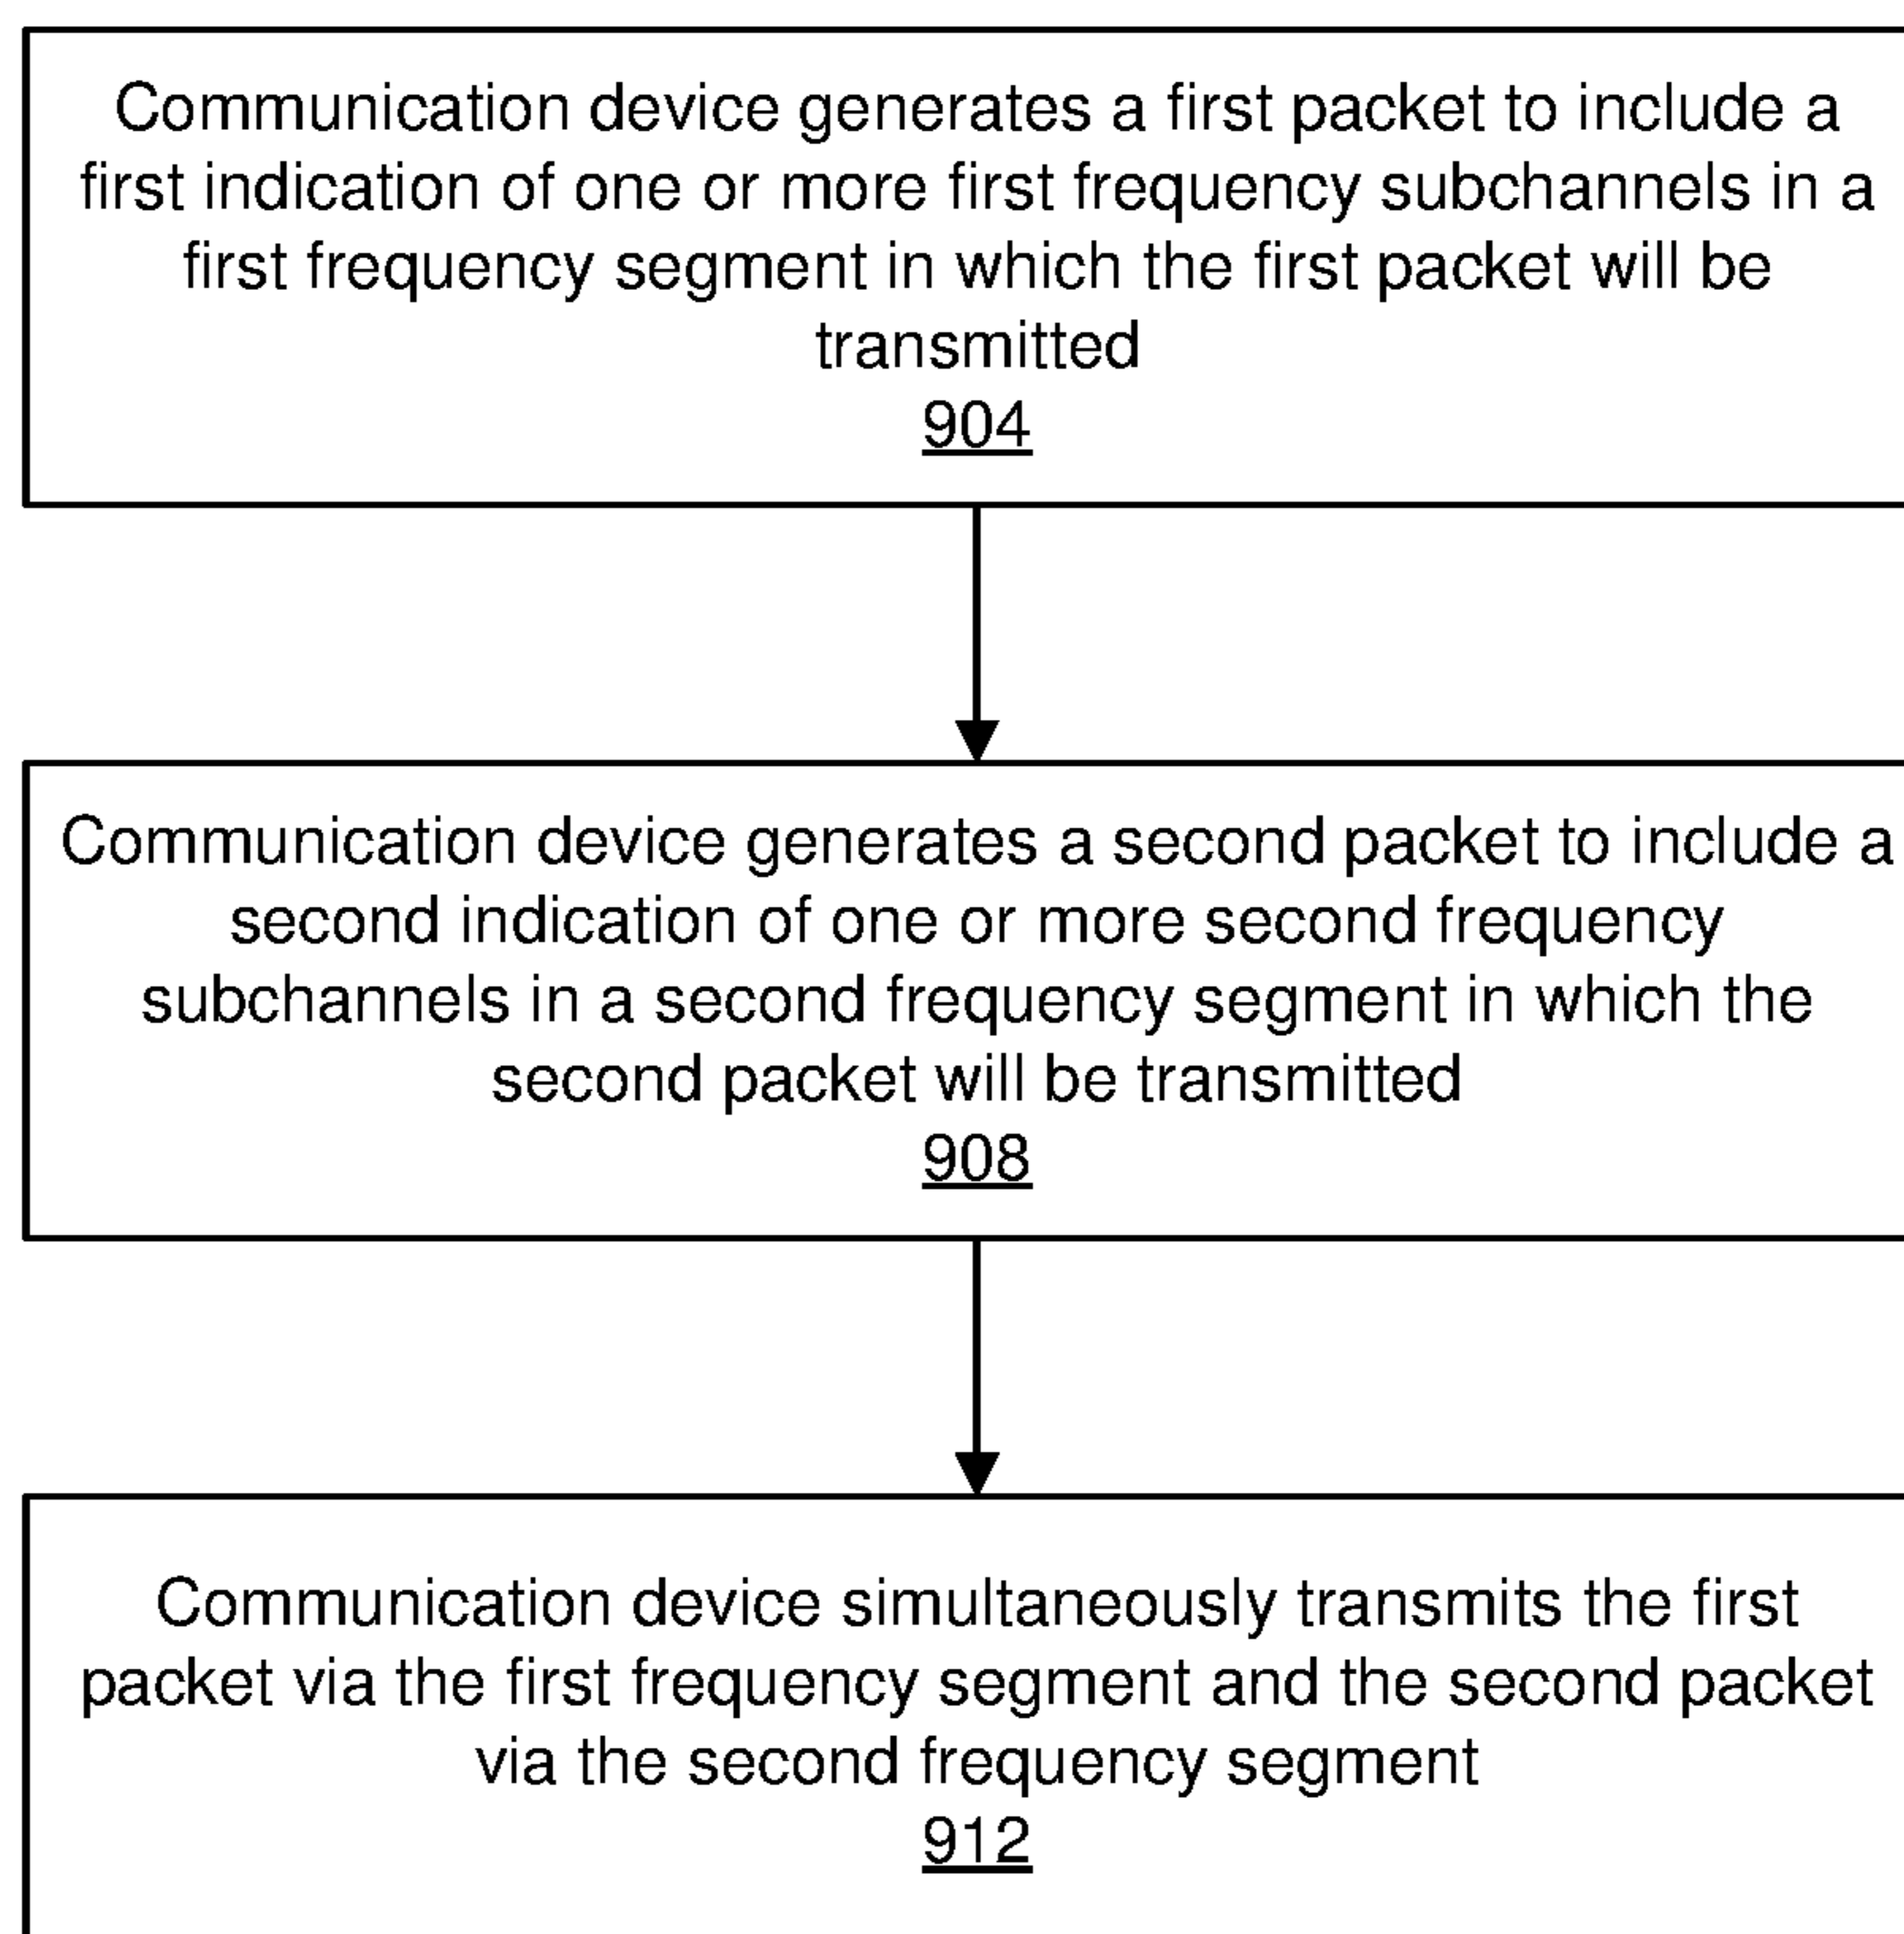 Communication device generates a first packet to include a
first indication of one or more first frequency subchannels in a
first frequency segment in which the first packet will be
transmitted
904
Communication device generates a second packet to include a
second indication of one or more second frequency
subchannels in a second frequency segment in which the
second packet will be transmitted
908
Communication device simultaneously transmits the first
packet via the first frequency segment and the second packet
via the second frequency segment
912